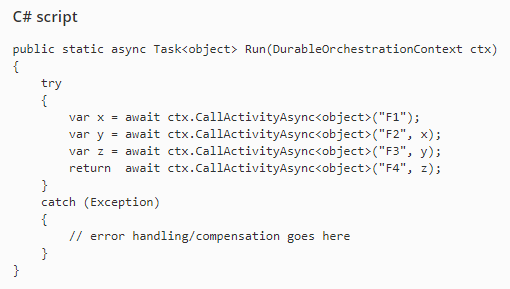 C# script
public static async Task<object> Run(DurableOrchestrationContext ctx)
{
    try
    {
        var x = await ctx.CallActivityAsync<object>("F1");
        var y = await ctx.CallActivityAsync<object>("F2", x);
        var z = await ctx.CallActivityAsync<object>("F3", y);
        return  await ctx.CallActivityAsync<object>("F4", z);
    }
    catch (Exception)
    {
        // error handling/compensation goes here
    }
}